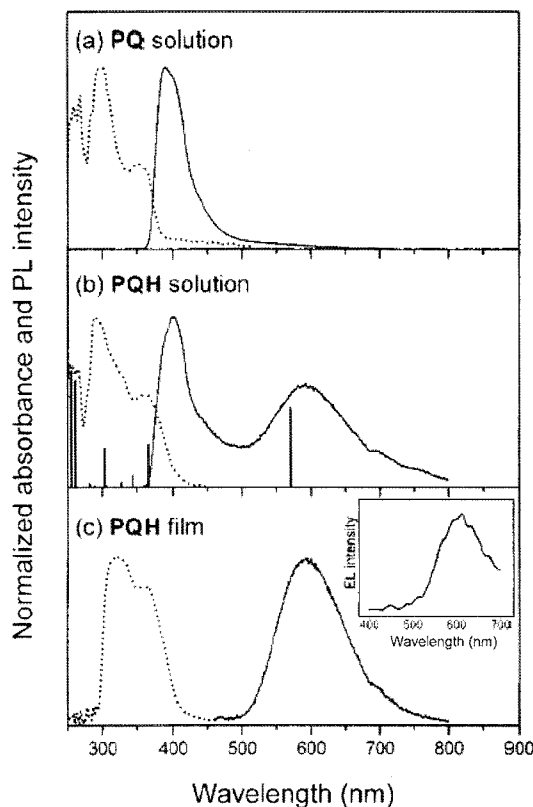 (a) PQ solution
(b) PQH solution
(c) PQH film
Normalized absorbance and PL intensity
EL intensity
400 500 600 700
Wavelength (nm)
300 400 500 600 700 800 900
Wavelength (nm)